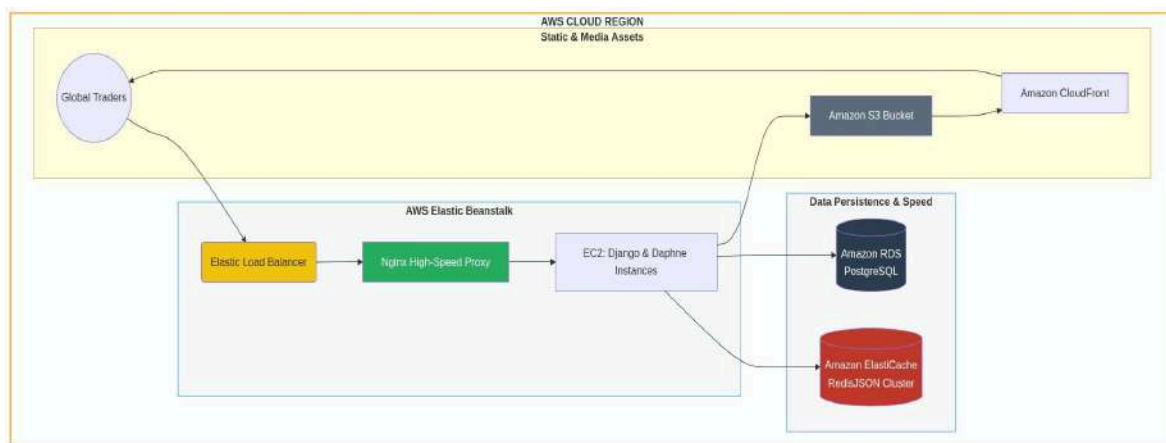 AWS CLOUD REGION
Static & Media Assets
Global Traders
Amazon CloudFront
Amazon S3 Bucket
AWS Elastic Beanstalk
Data Persistence & Speed
Elastic Load Balancer
Nginx High-Speed Proxy
EC2: Django & Daphne
Instances
Amazon RDS
PostgreSQL
Amazon ElastiCache
RedisJSON Cluster